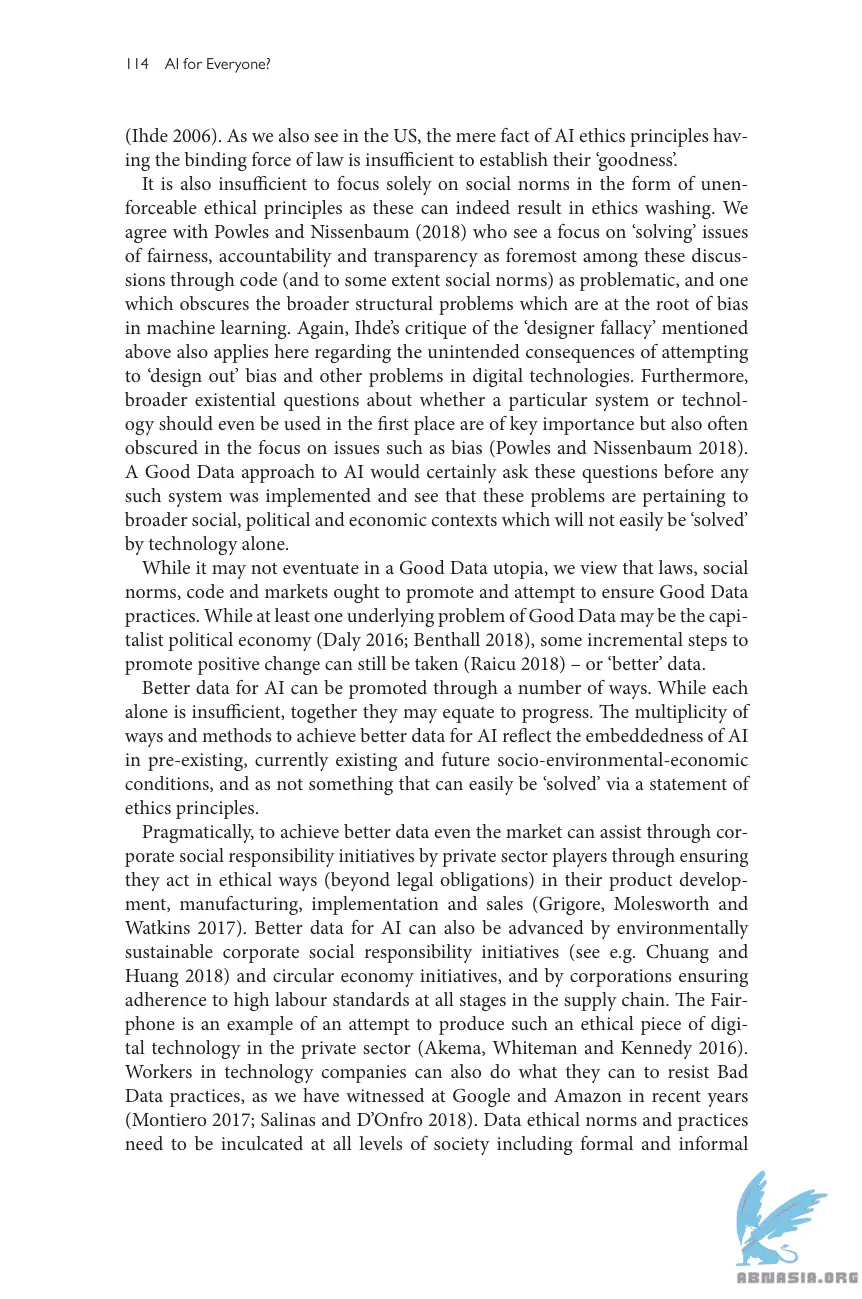 114 AI for Everyone?
(Ihde 2006). As we also see in the US, the mere fact of AI ethics principles hav-
ing the binding force of law is insufficient to establish their ‘goodness’.
It is also insufficient to focus solely on social norms in the form of unen-
forceable ethical principles as these can indeed result in ethics washing. We
agree with Powles and Nissenbaum (2018) who see a focus on ‘solving’ issues
of fairness, accountability and transparency as foremost among these discus-
sions through code (and to some extent social norms) as problematic, and one
which obscures the broader structural problems which are at the root of bias
in machine learning. Again, Ihde’s critique of the ‘designer fallacy’ mentioned
above also applies here regarding the unintended consequences of attempting
to ‘design out’ bias and other problems in digital technologies. Furthermore,
broader existential questions about whether a particular system or technol-
ogy should even be used in the first place are of key importance but also often
obscured in the focus on issues such as bias (Powles and Nissenbaum 2018).
A Good Data approach to AI would certainly ask these questions before any
such system was implemented and see that these problems are pertaining to
broader social, political and economic contexts which will not easily be ‘solved’
by technology alone.
While it may not eventuate in a Good Data utopia, we view that laws, social
norms, code and markets ought to promote and attempt to ensure Good Data
practices. While at least one underlying problem of Good Data may be the capi-
talist political economy (Daly 2016; Benthall 2018), some incremental steps to
promote positive change can still be taken (Raicu 2018) – or ‘better’ data.
Better data for AI can be promoted through a number of ways. While each
alone is insufficient, together they may equate to progress. The multiplicity of
ways and methods to achieve better data for AI reflect the embeddedness of AI
in pre-existing, currently existing and future socio-environmental-economic
conditions, and as not something that can easily be ‘solved’ via a statement of
ethics principles.
Pragmatically, to achieve better data even the market can assist through cor-
porate social responsibility initiatives by private sector players through ensuring
they act in ethical ways (beyond legal obligations) in their product develop-
ment, manufacturing, implementation and sales (Grigore, Molesworth and
Watkins 2017). Better data for AI can also be advanced by environmentally
sustainable corporate social responsibility initiatives (see e.g. Chuang and
Huang 2018) and circular economy initiatives, and by corporations ensuring
adherence to high labour standards at all stages in the supply chain. The Fair-
phone is an example of an attempt to produce such an ethical piece of digi-
tal technology in the private sector (Akema, Whiteman and Kennedy 2016).
Workers in technology companies can also do what they can to resist Bad
Data practices, as we have witnessed at Google and Amazon in recent years
(Montiero 2017; Salinas and D’Onfro 2018). Data ethical norms and practices
need to be inculcated at all levels of society including formal and informal
ABNASIA.ORG